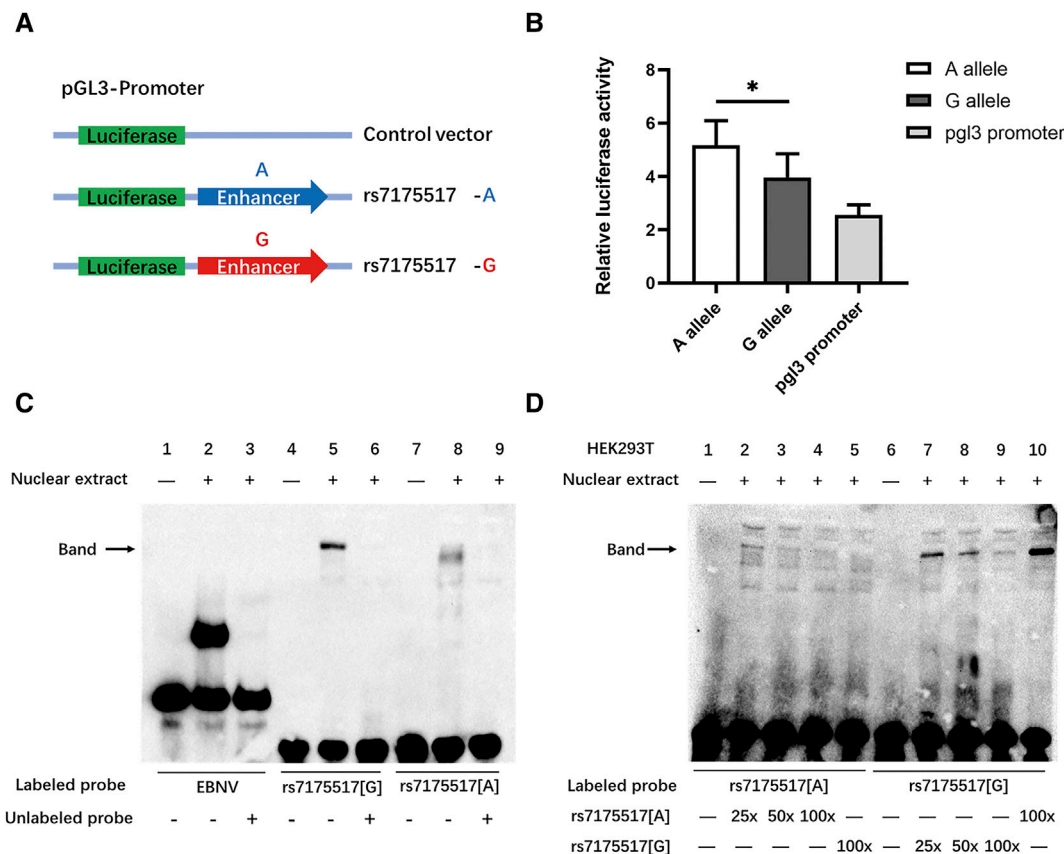 A
pGL3-Promoter
Luciferase Control vector
A
Luciferase Enhancer rs7175517 -A
G
Luciferase Enhancer rs7175517 -G
B
Relative luciferase activity
8
6
4
2
0
*
A allele
G allele
pgl3 promoter
A allele
G allele
pgl3 promoter
C
1 2 3 4 5 6 7 8 9
Nuclear extract — + + — + + — + +
Band
Labeled probe EBNV rs7175517[G] rs7175517[A]
Unlabeled probe - - + - - + - - +
D
HEK293T 1 2 3 4 5 6 7 8 9 10
Nuclear extract — + + + + — + + + +
Band
Labeled probe rs7175517[A] rs7175517[G]
rs7175517[A] — 25x 50x 100x — — — — — 100x
rs7175517[G] — — — — 100x — 25x 50x 100x —